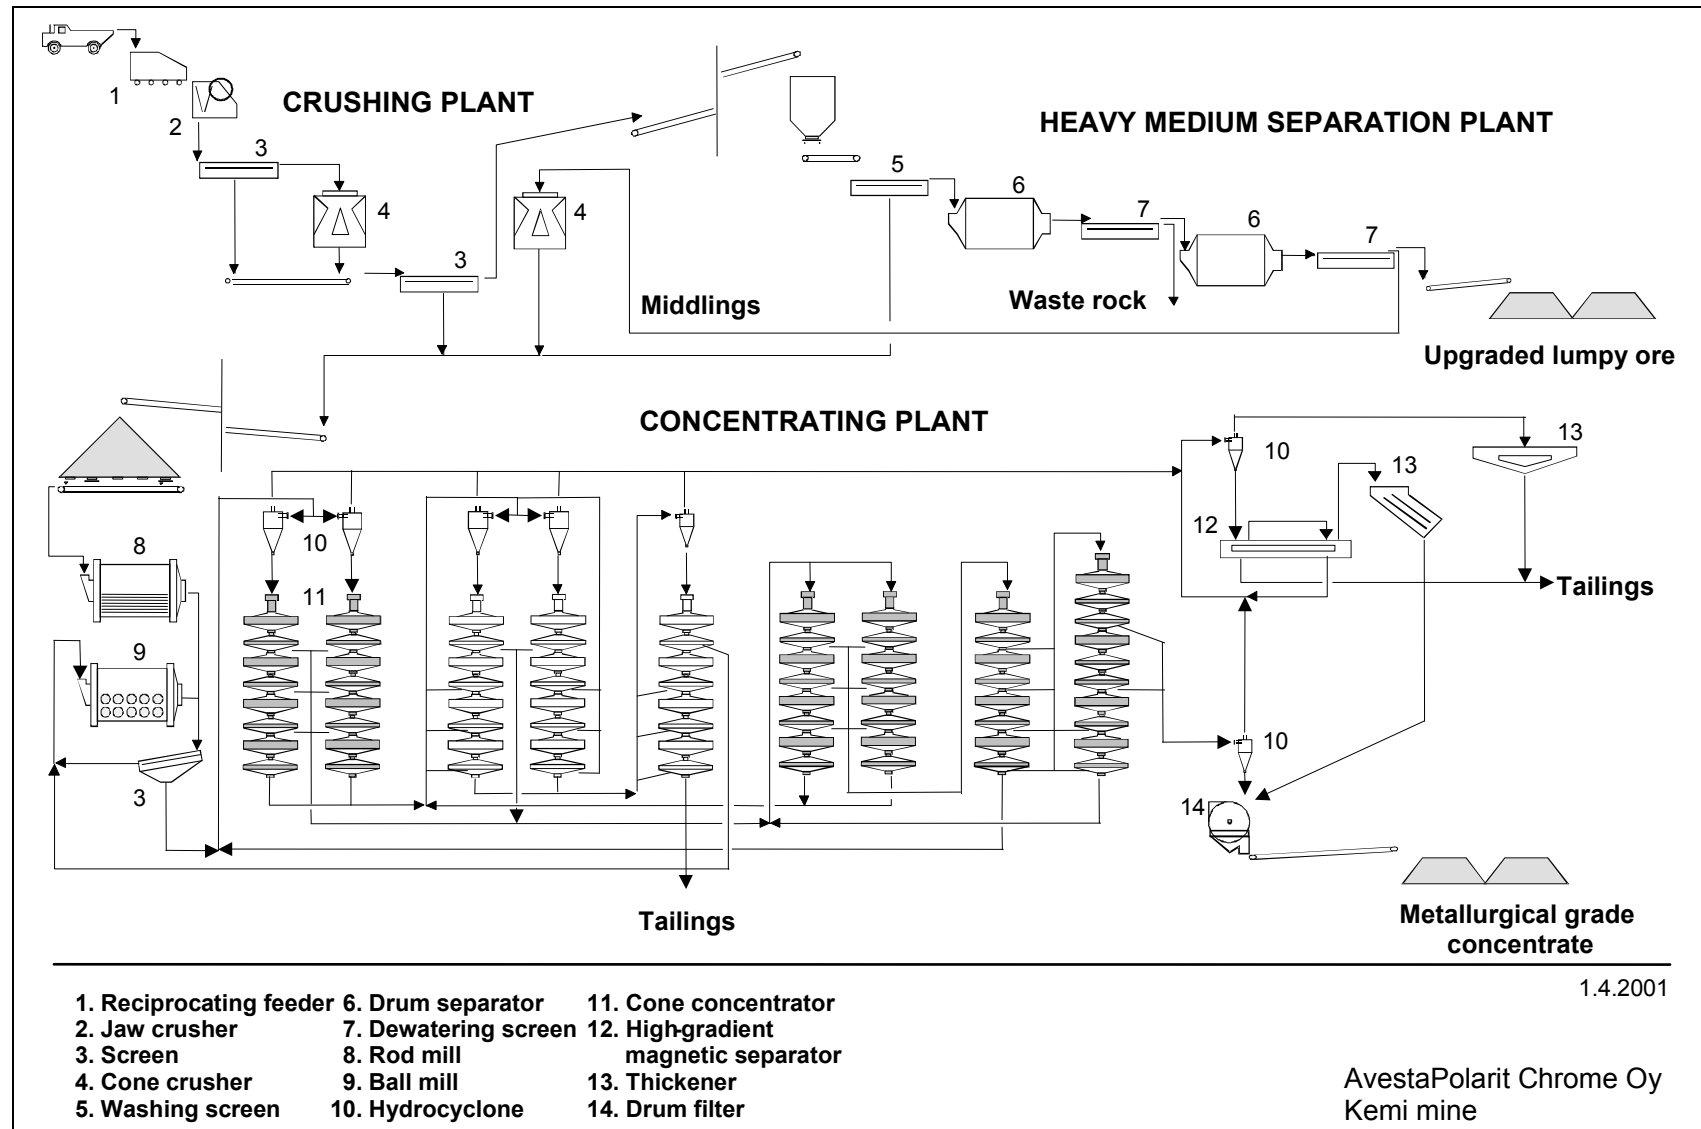 1
2
CRUSHING PLANT
3
4
3
4
HEAVY MEDIUM SEPARATION PLANT
5
6
7
6
7
Middlings
Waste rock
Upgraded lumpy ore
CONCENTRATING PLANT
8
9
3
10
11
10
13
13
12
Tailings
10
14
Tailings
Metallurgical grade
concentrate
1.4.2001
1. Reciprocating feeder
2. Jaw crusher
3. Screen
4. Cone crusher
5. Washing screen
6. Drum separator
7. Dewatering screen
8. Rod mill
9. Ball mill
10. Hydrocyclone
11. Cone concentrator
12. High-gradient
magnetic separator
13. Thickener
14. Drum filter
AvestaPolarit Chrome Oy
Kemi mine